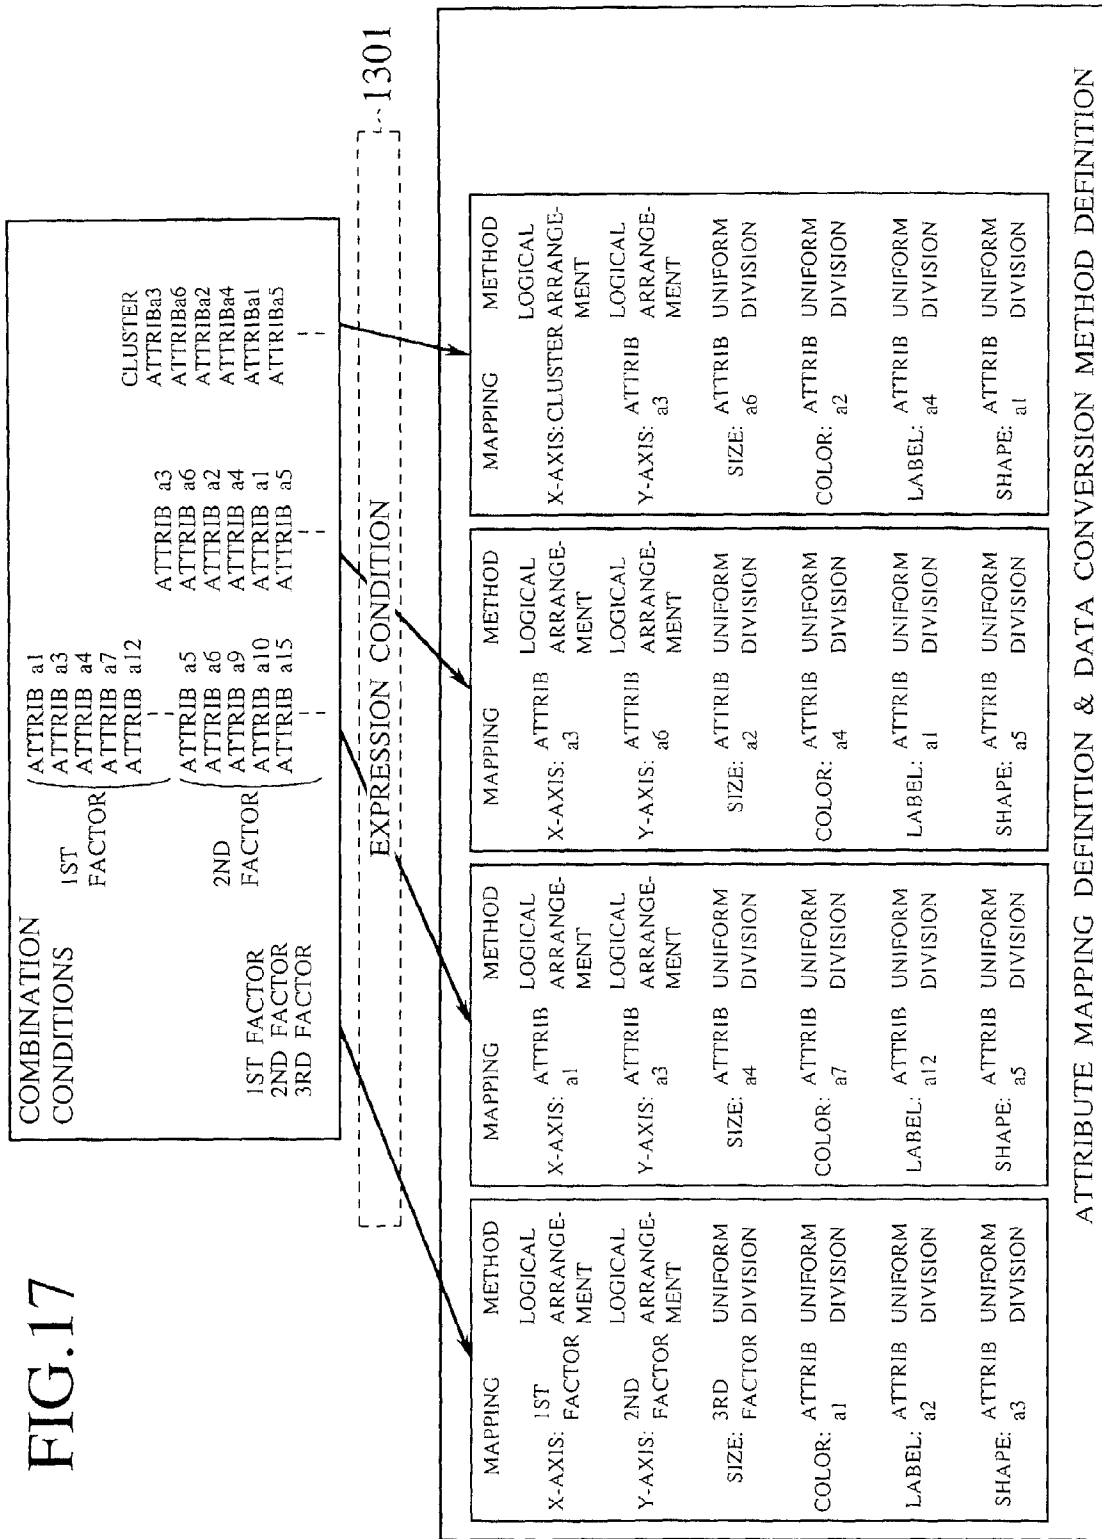 FIG.17
COMBINATION
CONDITIONS
1ST FACTOR
2ND FACTOR
3RD FACTOR
1ST
FACTOR
ATTRIB a1
ATTRIB a3
ATTRIB a4
ATTRIB a7
ATTRIB a12
2ND
FACTOR
ATTRIB a5
ATTRIB a6
ATTRIB a9
ATTRIB a10
ATTRIB a15
ATTRIB a3
ATTRIB a6
ATTRIB a2
ATTRIB a4
ATTRIB a1
ATTRIB a5
CLUSTER
ATTRIBa3
ATTRIBa6
ATTRIBa2
ATTRIBa4
ATTRIBa1
ATTRIBa5
EXPRESSION CONDITION
1301
MAPPING METHOD
X-AXIS: 1ST FACTOR LOGICAL ARRANGE-
MENT
Y-AXIS: 2ND FACTOR LOGICAL ARRANGE-
MENT
SIZE: 3RD FACTOR UNIFORM DIVISION
COLOR: ATTRIB a1 UNIFORM DIVISION
LABEL: ATTRIB a2 UNIFORM DIVISION
SHAPE: ATTRIB a3 UNIFORM DIVISION
MAPPING METHOD
X-AXIS: ATTRIB a1 LOGICAL ARRANGE-
MENT
Y-AXIS: ATTRIB a3 LOGICAL ARRANGE-
MENT
SIZE: ATTRIB a4 UNIFORM DIVISION
COLOR: ATTRIB a7 UNIFORM DIVISION
LABEL: ATTRIB a12 UNIFORM DIVISION
SHAPE: ATTRIB a5 UNIFORM DIVISION
MAPPING METHOD
X-AXIS: ATTRIB a3 LOGICAL ARRANGE-
MENT
Y-AXIS: ATTRIB a6 LOGICAL ARRANGE-
MENT
SIZE: ATTRIB a2 UNIFORM DIVISION
COLOR: ATTRIB a4 UNIFORM DIVISION
LABEL: ATTRIB a1 UNIFORM DIVISION
SHAPE: ATTRIB a5 UNIFORM DIVISION
MAPPING METHOD
X-AXIS: CLUSTER LOGICAL ARRANGE-
MENT
Y-AXIS: ATTRIB a3 LOGICAL ARRANGE-
MENT
SIZE: ATTRIB a6 UNIFORM DIVISION
COLOR: ATTRIB a2 UNIFORM DIVISION
LABEL: ATTRIB a4 UNIFORM DIVISION
SHAPE: ATTRIB a1 UNIFORM DIVISION
ATTRIBUTE MAPPING DEFINITION & DATA CONVERSION METHOD DEFINITION